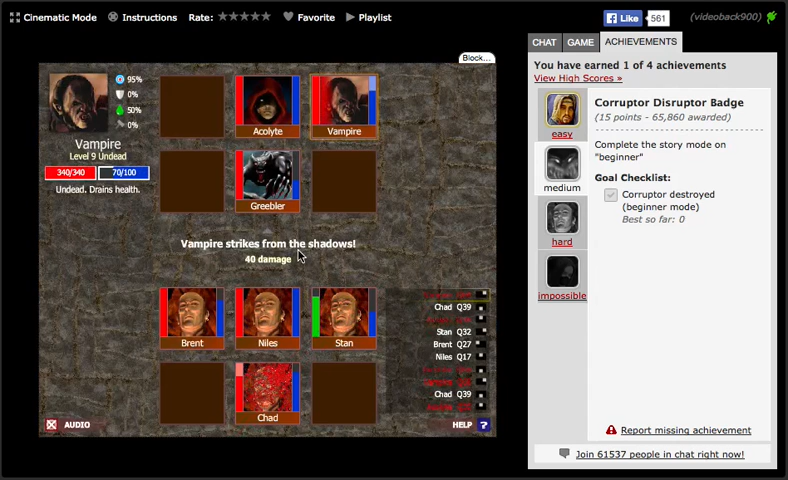 Cinematic Mode
Instructions
Rate:
Favorite
Playlist
Like
561
(videoback900)
Block...
95%
0%
50%
0%
Vampire
Level 9 Undead
340/340
70/100
Undead. Drains health.
Acolyte
Vampire
Greebler
Vampire strikes from the shadows!
40 damage
Brent
Niles
Stan
Chad
Chad Q39
Stan Q32
Brent Q27
Niles Q17
Chad Q39
AUDIO
HELP ?
CHAT
GAME
ACHIEVEMENTS
You have earned 1 of 4 achievements
View High Scores »
easy
medium
hard
impossible
Corruptor Disruptor Badge
(15 points - 65,860 awarded)
Complete the story mode on
"beginner"
Goal Checklist:
Corruptor destroyed
(beginner mode)
Best so far: 0
Report missing achievement
Join 61537 people in chat right now!